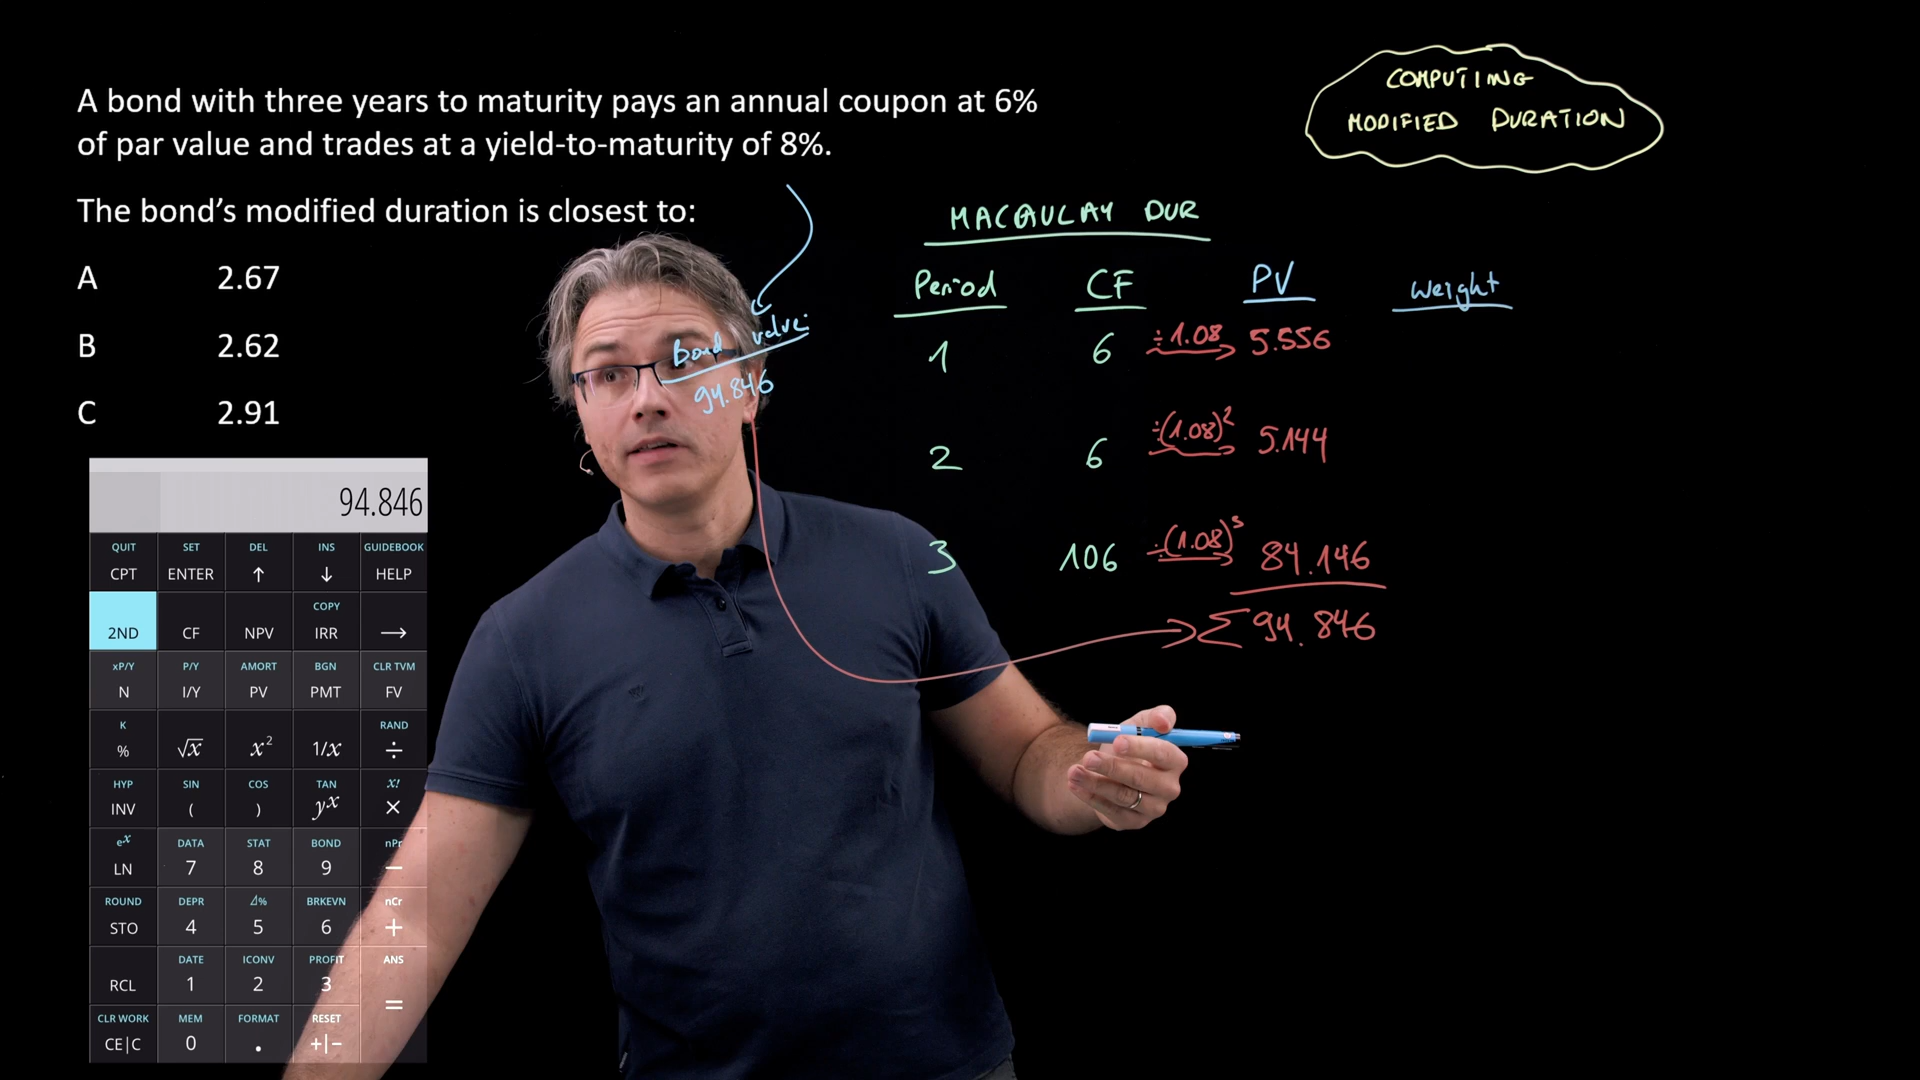 COMPUTING
MODIFIED DURATION
A bond with three years to maturity pays an annual coupon at 6%
of par value and trades at a yield-to-maturity of 8%.
The bond's modified duration is closest to:
A 2.67
B 2.62
C 2.91
Bond value:
94.846
MACAULAY DUR
Period CF PV Weight
1 6 ÷1.08 5.556
2 6 ÷(1.08)² 5.144
3 106 ÷(1.08)³ 84.146
Σ 94.846
94.846
QUIT SET DEL INS GUIDEBOOK
CPT ENTER ↑ ↓ HELP
COPY
2ND CF NPV IRR →
xP/Y P/Y AMORT BGN CLR TVM
N I/Y PV PMT FV
K RAND
% √x x² 1/x ÷
HYP SIN COS TAN x!
INV ( ) yˣ ×
eˣ DATA STAT BOND nPr
LN 7 8 9 −
ROUND DEPR Δ% BRKEVN nCr
STO 4 5 6 +
DATE ICONV PROFIT ANS
RCL 1 2 3 =
CLR WORK MEM FORMAT RESET
CE|C 0 . +|−